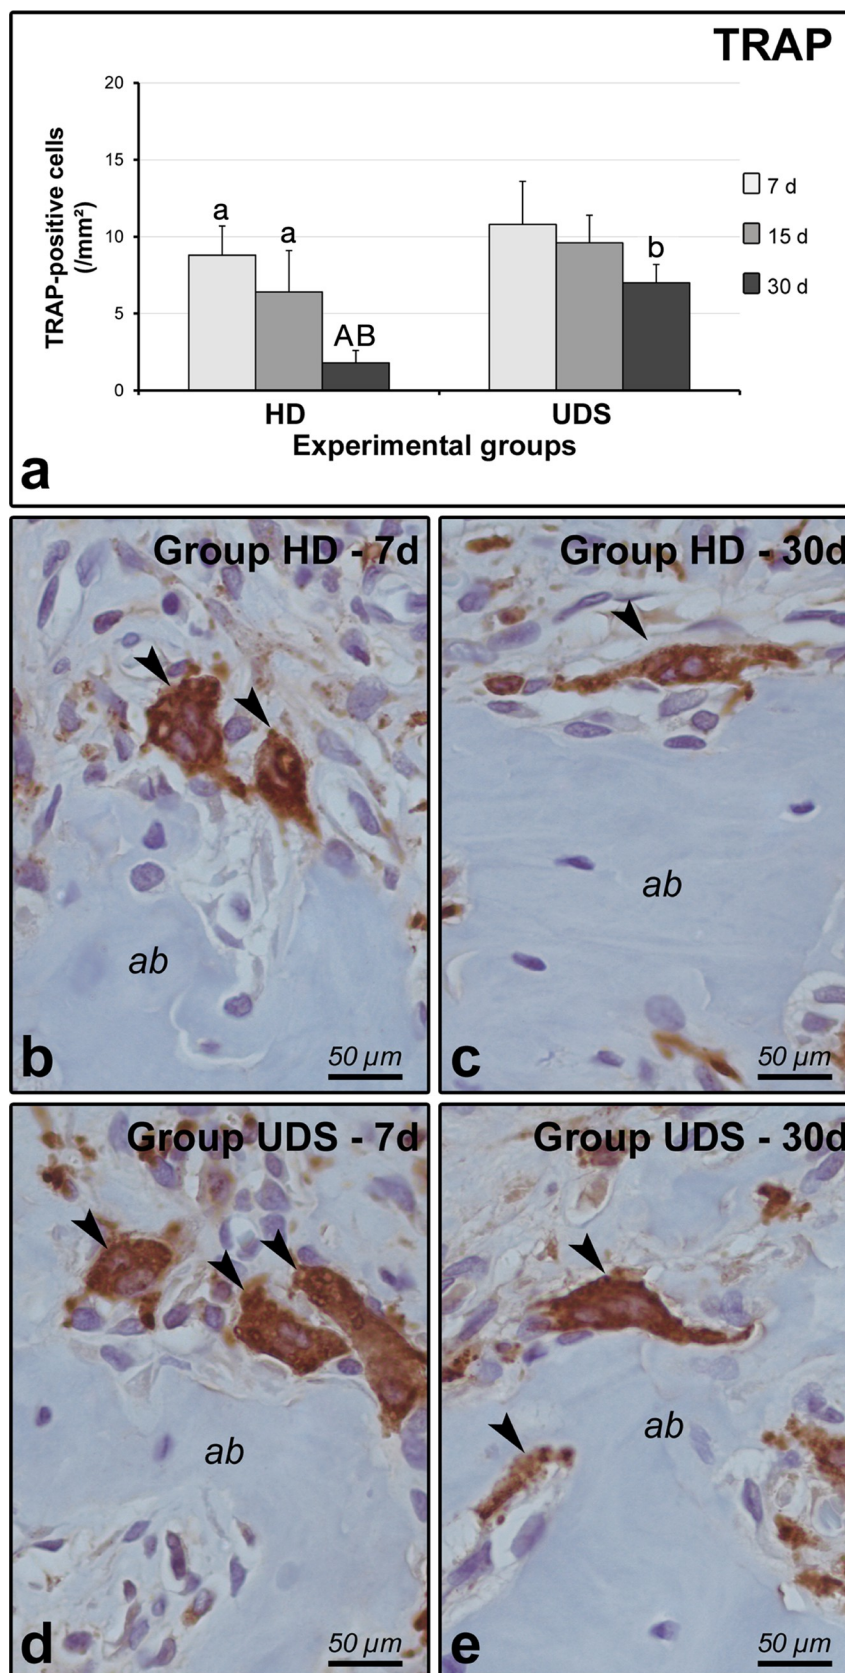 TRAP
20
15
10
5
0
TRAP-positive cells
(/mm²)
a
a
AB
b
7 d
15 d
30 d
HD
UDS
Experimental groups
a
Group HD - 7d
ab
b
50 µm
Group HD - 30d
ab
c
50 µm
Group UDS - 7d
ab
d
50 µm
Group UDS - 30d
ab
e
50 µm